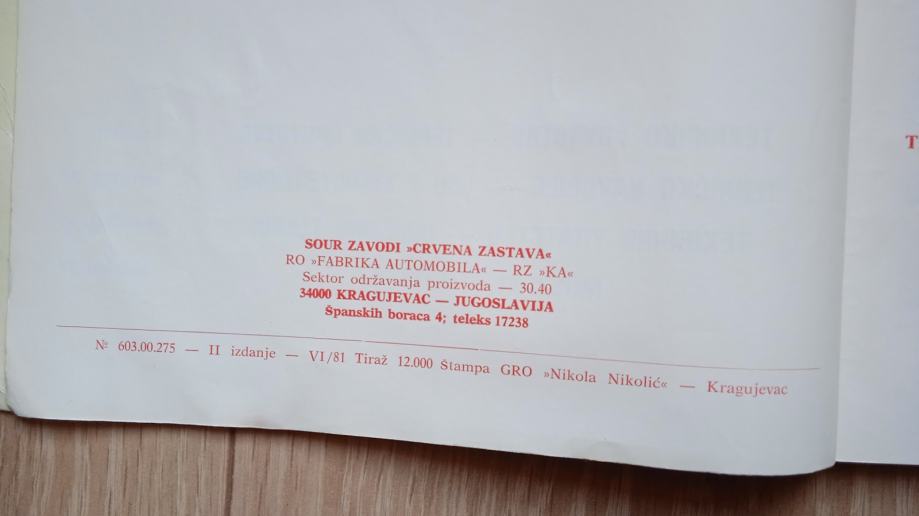 SOUR ZAVODI »CRVENA ZASTAVA«
RO »FABRIKA AUTOMOBILA« — RZ »KA«
Sektor održavanja proizvoda — 30.40
34000 KRAGUJEVAC — JUGOSLAVIJA
Španskih boraca 4; teleks 17238
№ 603.00.275 — II izdanje — VI/81 Tiraž 12.000 Štampa GRO »Nikola Nikolić« — Kragujevac
T